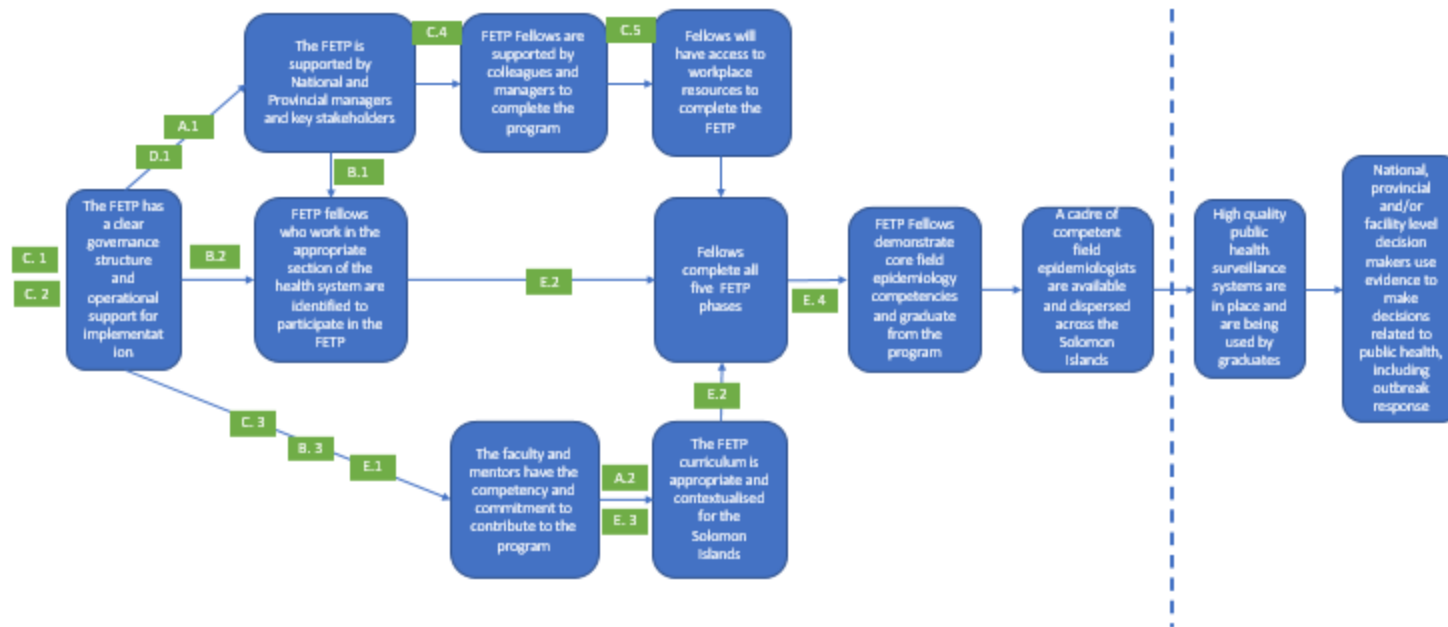 C.4
C.5
The FETP is
supported by
National and
Provincial managers
and key stakeholders
FETP Fellows are
supported by
colleagues and
managers to
complete the
program
Fellows will
have access to
workplace
resources to
complete the
FETP
A.1
D.1
B.1
The FETP has
a clear
governance
structure
and
operational
support for
implementat
ion
C. 1
C. 2
B.2
FETP fellows
who work in the
appropriate
section of the
health system are
identified to
participate in the
FETP
E.2
Fellows
complete all
five FETP
phases
E. 4
FETP Fellows
demonstrate
core field
epidemiology
competencies
and graduate
from the
program
A cadre of
competent
field
epidemiologists
are available
and dispersed
across the
Solomon
Islands
High quality
public
health
surveillance
systems are
in place and
are being
used by
graduates
National,
provincial
and/or
facility level
decision
makers use
evidence to
make
decisions
related to
public health,
including
outbreak
response
C. 3
B. 3
E.1
The faculty and
mentors have the
competency and
commitment to
contribute to the
program
A.2
E. 3
E.2
The FETP
curriculum is
appropriate and
contextualised
for the
Solomon
Islands